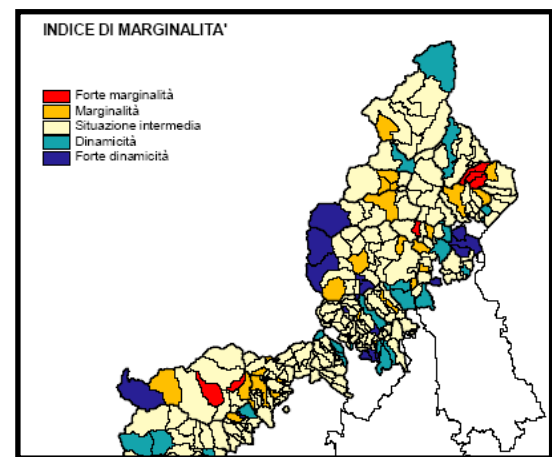 INDICE DI MARGINALITA'
Forte marginalità
Marginalità
Situazione intermedia
Dinamicità
Forte dinamicità